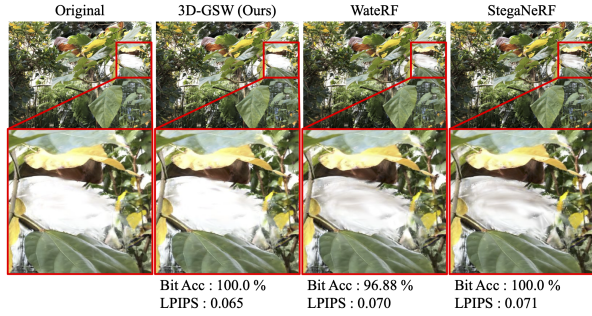 Original
3D-GSW (Ours)
WateRF
StegaNeRF
Bit Acc : 100.0 %
LPIPS : 0.065
Bit Acc : 96.88 %
LPIPS : 0.070
Bit Acc : 100.0 %
LPIPS : 0.071